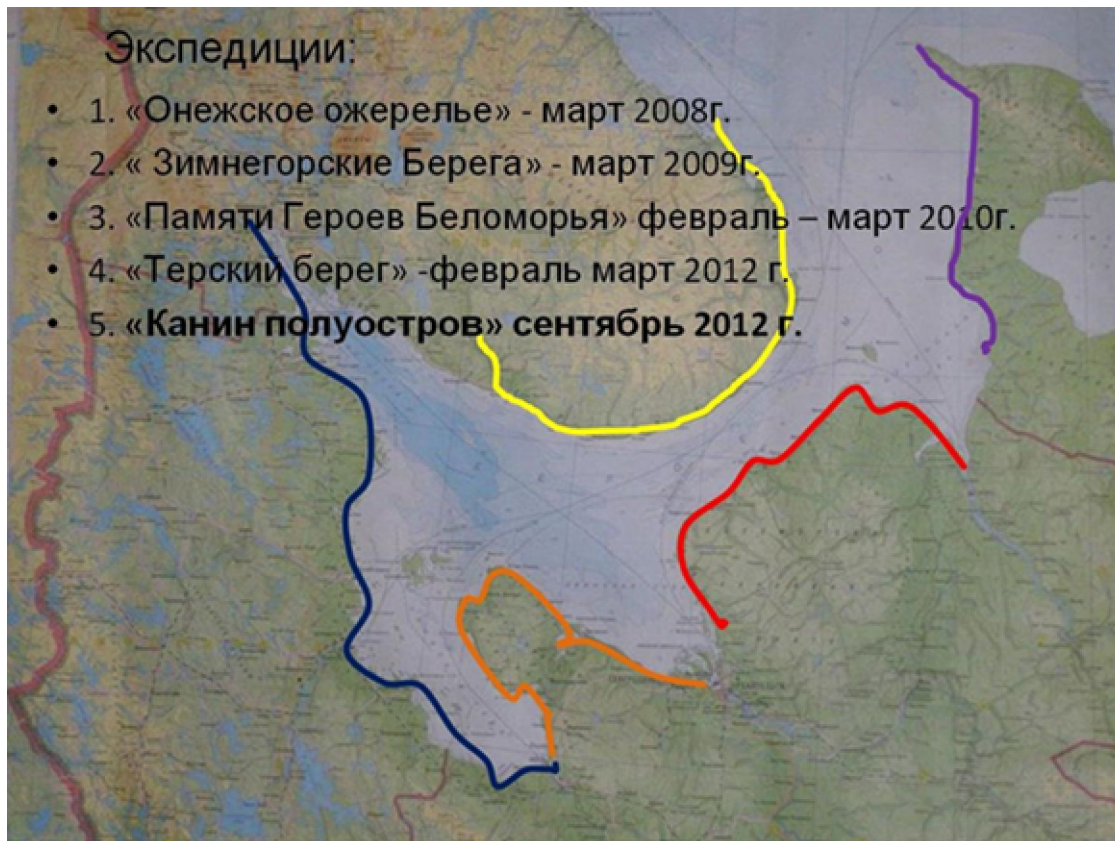 Экспедиции:
• 1. «Онежское ожерелье» - март 2008г.
• 2. « Зимнегорские Берега» - март 2009г.
• 3. «Памяти Героев Беломорья» февраль – март 2010г.
• 4. «Терский берег» -февраль март 2012 г.
• 5. «Канин полуостров» сентябрь 2012 г.